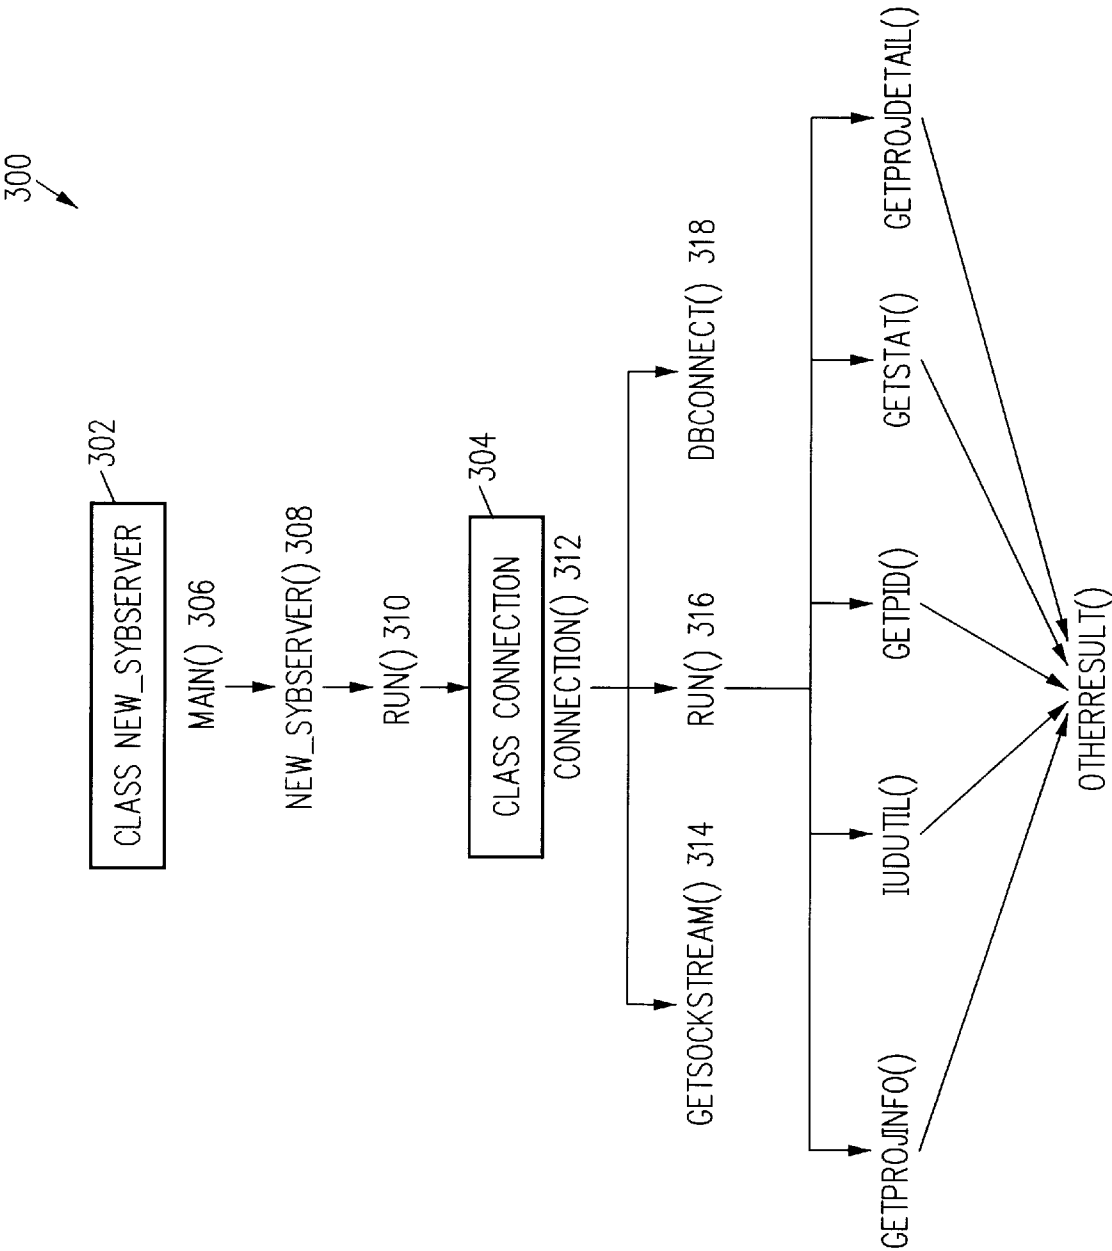 300
CLASS NEW_SYBSERVER
302
MAIN() 306
NEW_SYBSERVER() 308
RUN() 310
CLASS CONNECTION
304
CONNECTION() 312
GETSOCKSTREAM() 314
RUN() 316
DBCONNECT() 318
GETPROJINFO()
IUDUTIL()
GETPID()
GETSTAT()
GETPROJDETAIL()
OTHERRESULT()